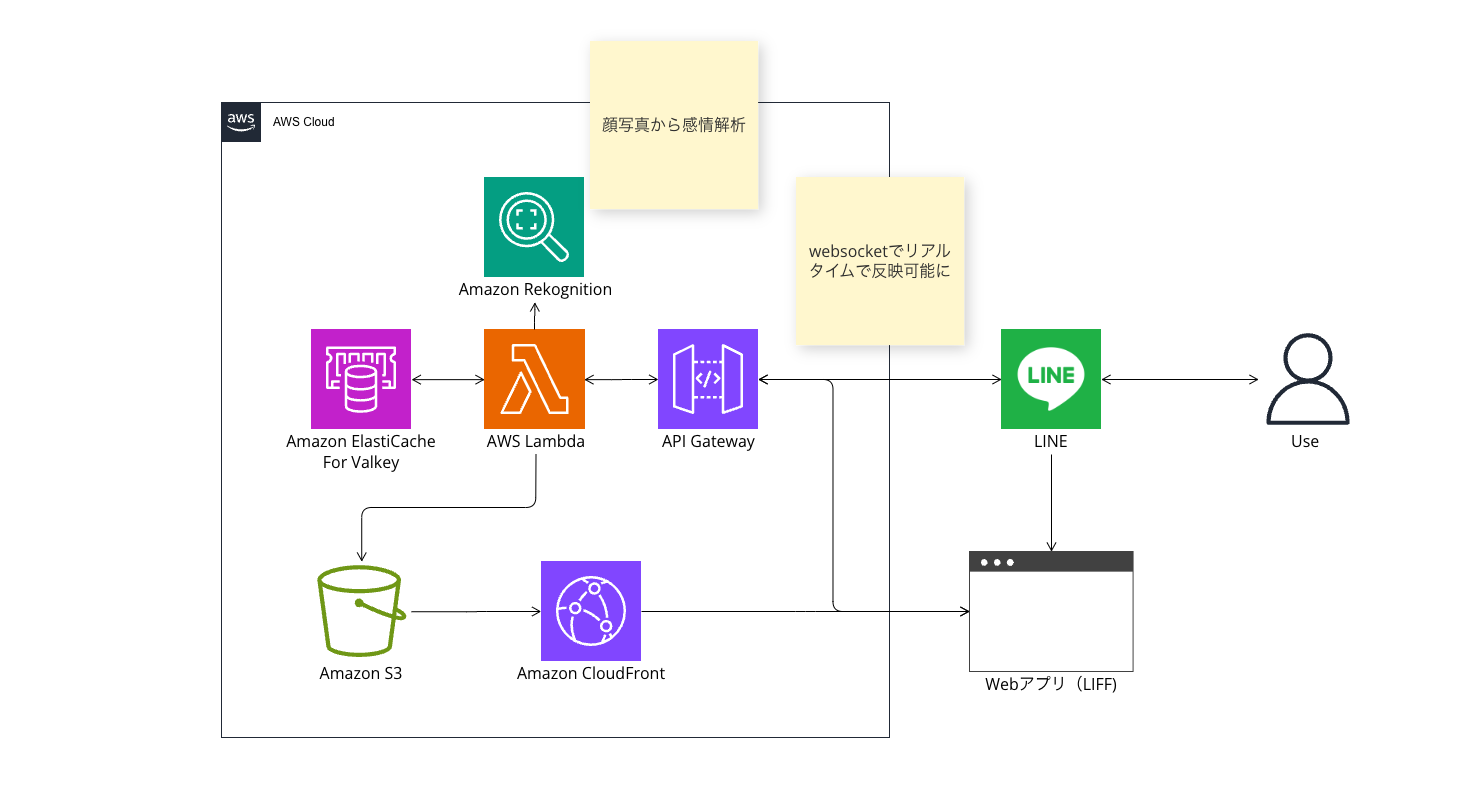 aws
AWS Cloud
顔写真から感情解析
websocketでリアル
タイムで反映可能に
Amazon Rekognition
</>
LINE
Amazon ElastiCache
For Valkey
AWS Lambda
API Gateway
LINE
Use
Amazon S3
Amazon CloudFront
Webアプリ（LIFF)